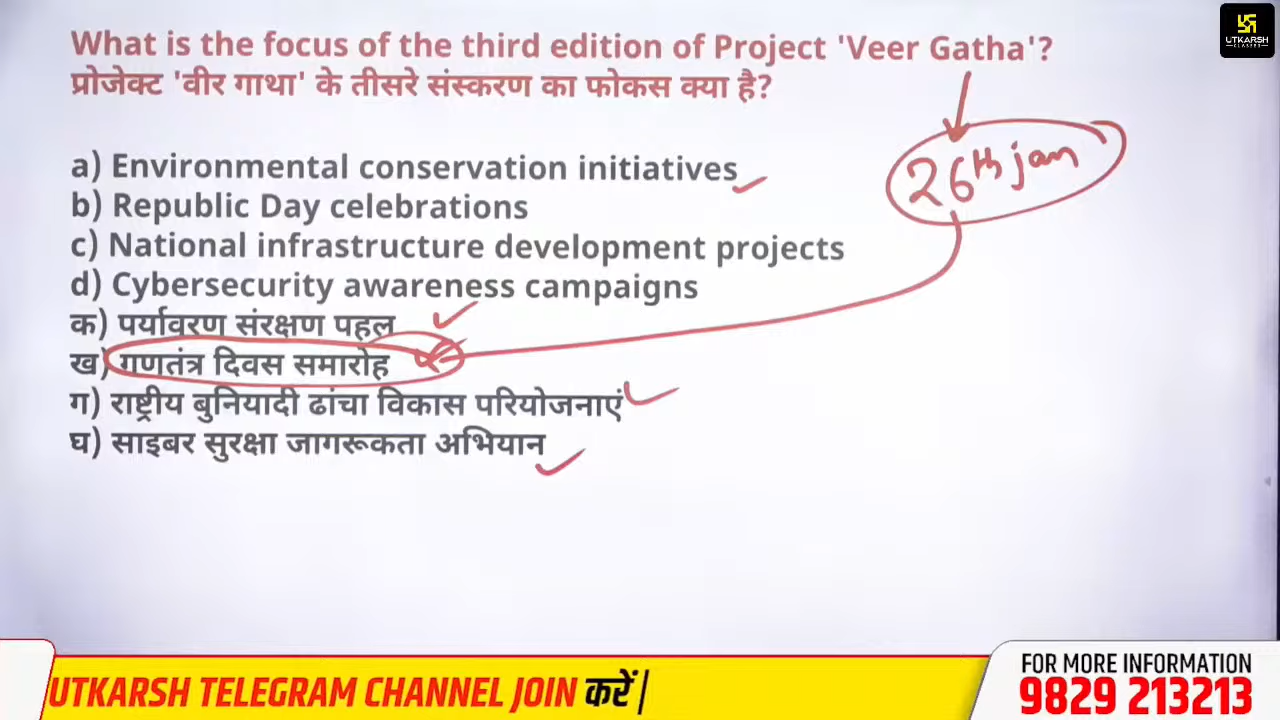 UTKARSH
CLASSES
What is the focus of the third edition of Project 'Veer Gatha'?
प्रोजेक्ट 'वीर गाथा' के तीसरे संस्करण का फोकस क्या है?
26th jan
a) Environmental conservation initiatives
b) Republic Day celebrations
c) National infrastructure development projects
d) Cybersecurity awareness campaigns
क) पर्यावरण संरक्षण पहल
ख) गणतंत्र दिवस समारोह
ग) राष्ट्रीय बुनियादी ढांचा विकास परियोजनाएं
घ) साइबर सुरक्षा जागरूकता अभियान
UTKARSH TELEGRAM CHANNEL JOIN करें|
FOR MORE INFORMATION
9829 213213